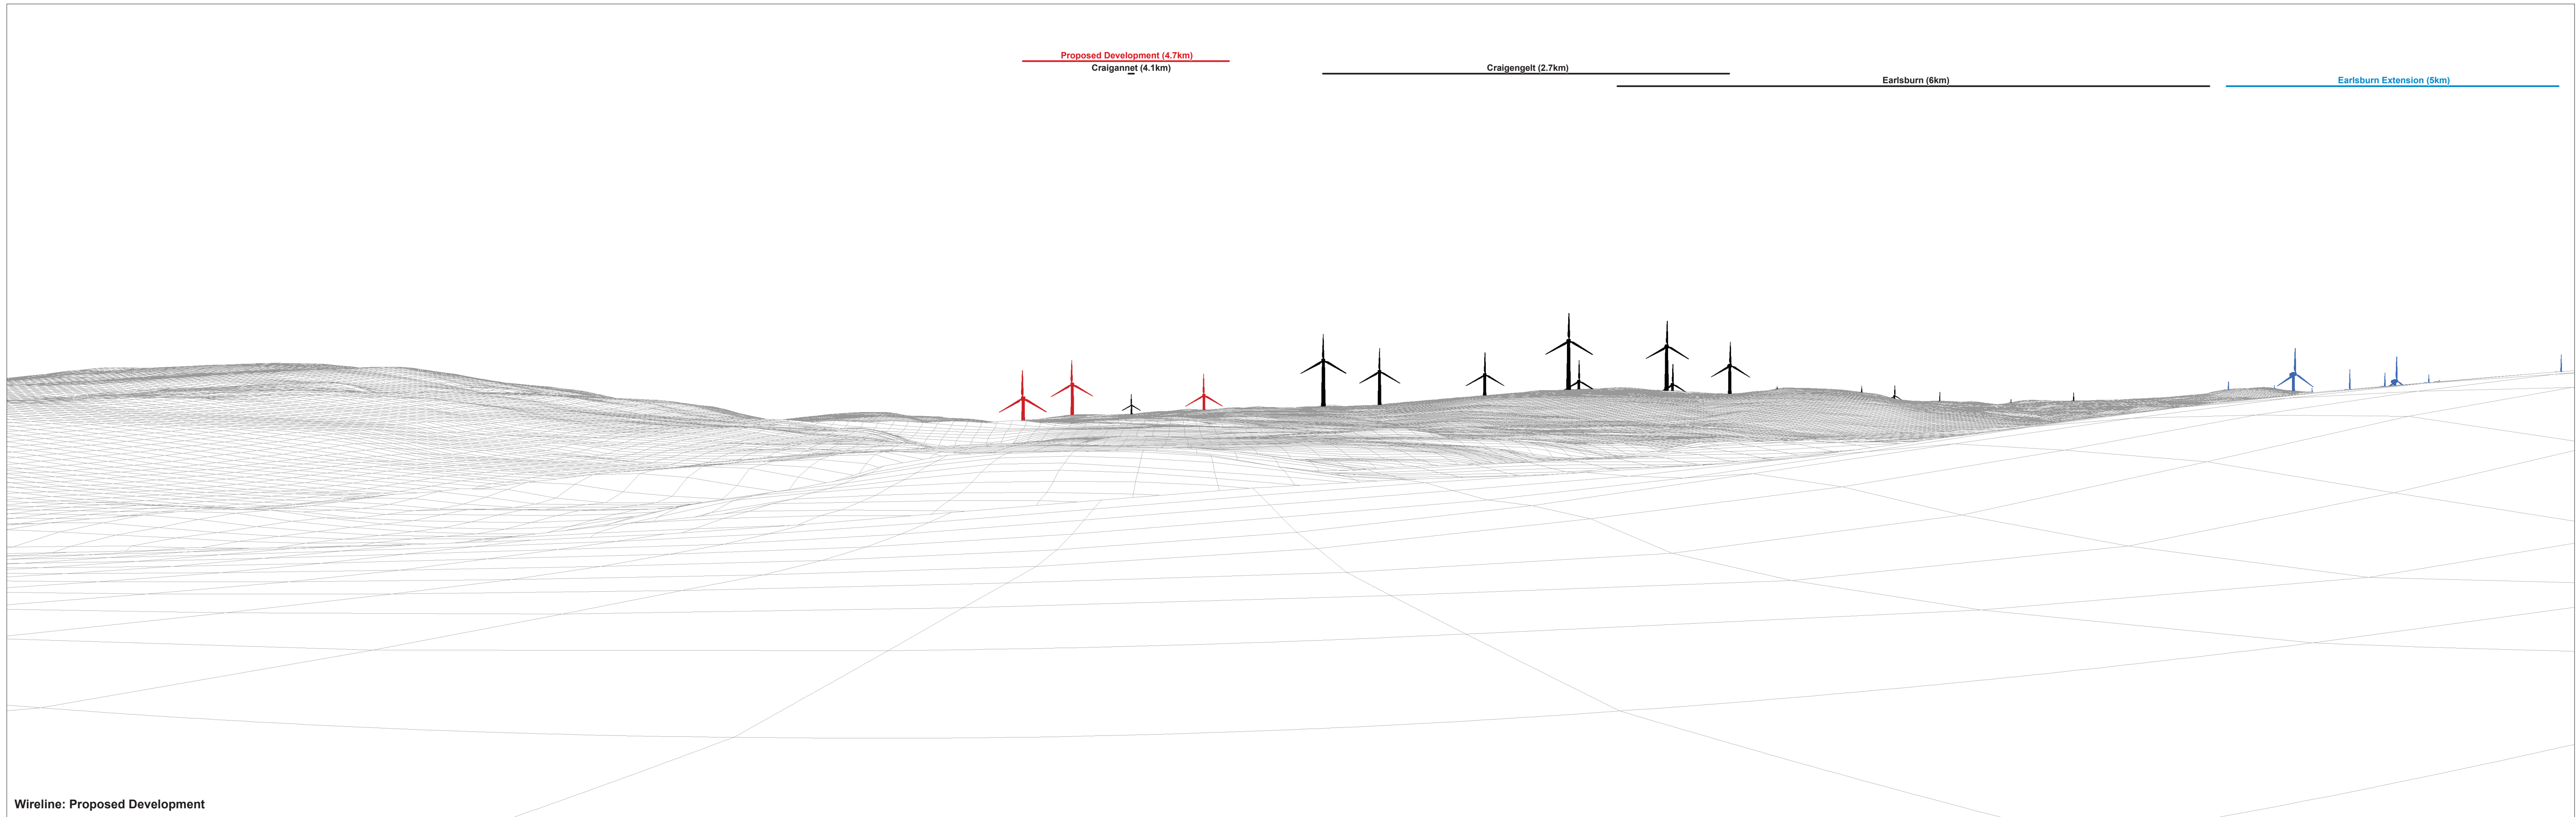 Proposed Development (4.7km)
Craigannet (4.1km)
Craigengelt (2.7km)
Earlsburn (6km)
Earlsburn Extension (5km)
Wireline: Proposed Development